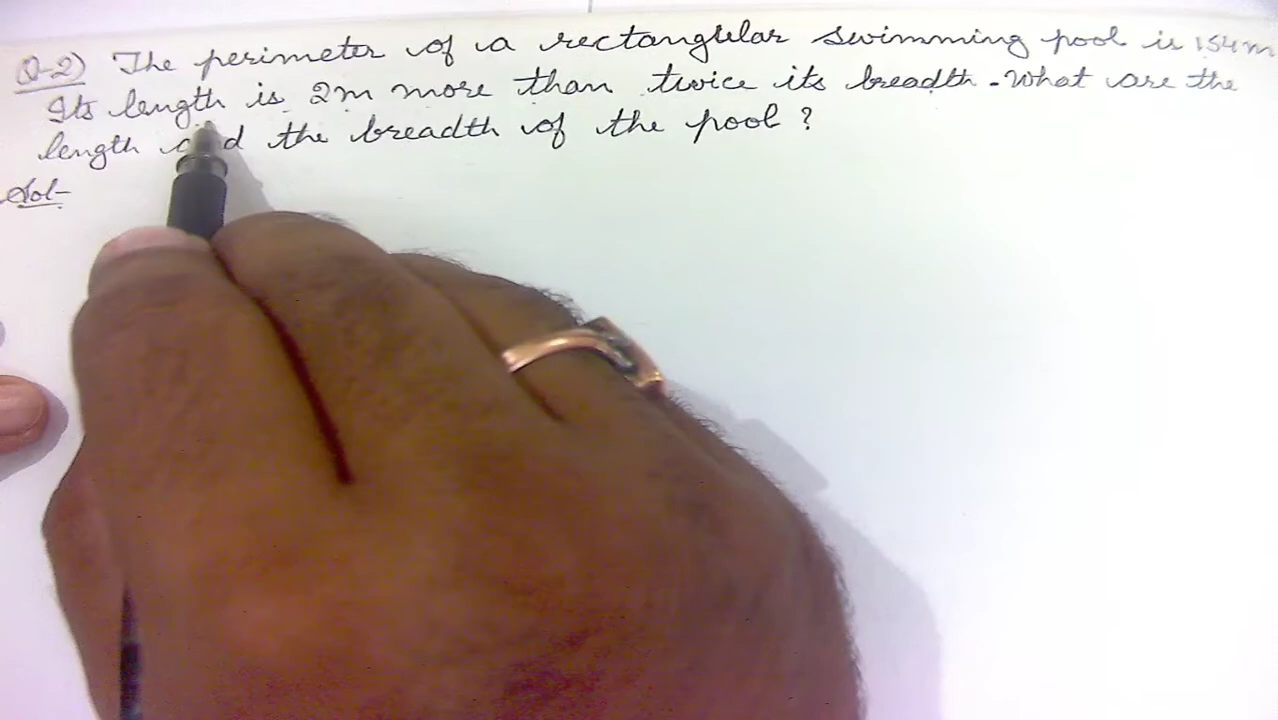 Q-2) The perimeter of a rectangular swimming pool is 154m
Its length is 2m more than twice its breadth. What are the
length and the breadth of the pool?
Sol-